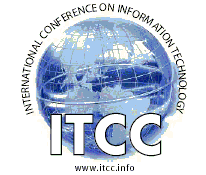 INTERNATIONAL CONFERENCE ON INFORMATION TECHNOLOGY
ITCC
www.itcc.info